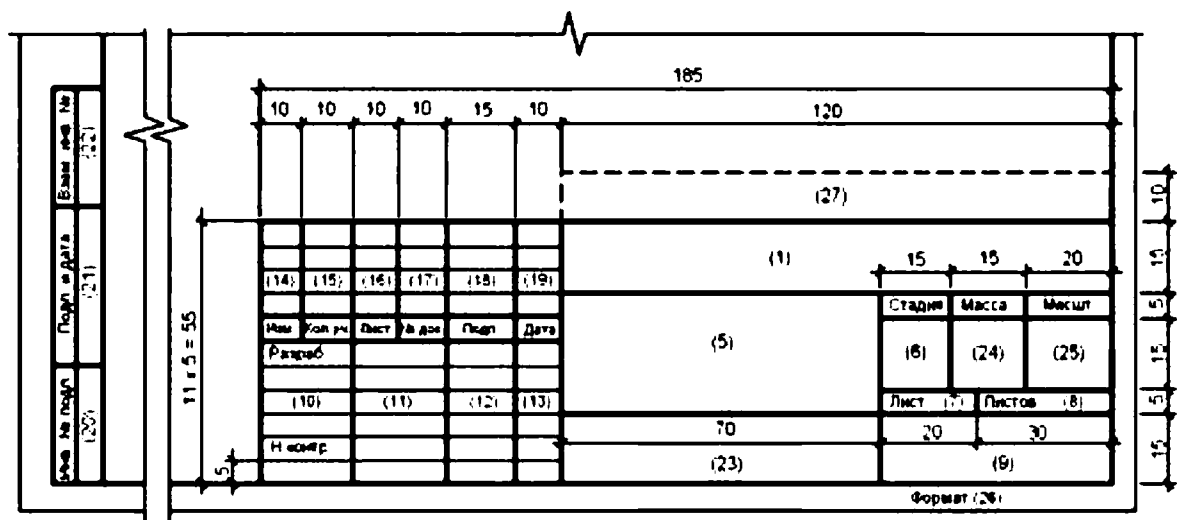 185
10 10 10 10 15 10 120
(27)
10
(1)
15 15 20
15
(14) (15) (16) (17) (18) (19)
Стадия Масса Масшт
5
Изм Кол уч Лист № док Подп Дата
(5)
(6) (24) (25)
15
Разраб
Лист (7) Листов (8)
5
(10) (11) (12) (13)
70 20 30
Н контр
(23) (9)
15
5
11 x 5 = 55
Формат (26)
Взам инв №
(22)
Подп и дата
(21)
Инв № подл
(20)